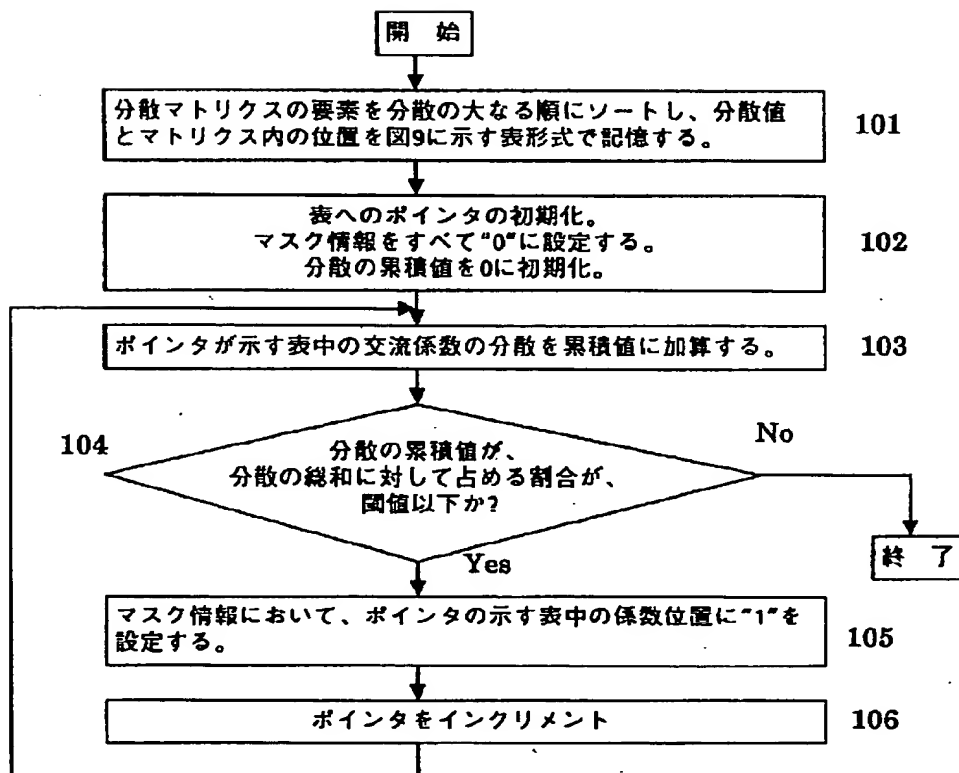 開 始
分散マトリクスの要素を分散の大なる順にソートし、分散値
とマトリクス内の位置を図9に示す表形式で記憶する。
101
表へのポインタの初期化。
マスク情報をすべて“0”に設定する。
分散の累積値を0に初期化。
102
ポインタが示す表中の交流係数の分散を累積値に加算する。
103
104
分散の累積値が、
分散の総和に対して占める割合が、
閾値以下か?
No
終 了
Yes
マスク情報において、ポインタの示す表中の係数位置に“1”を
設定する。
105
ポインタをインクリメント
106